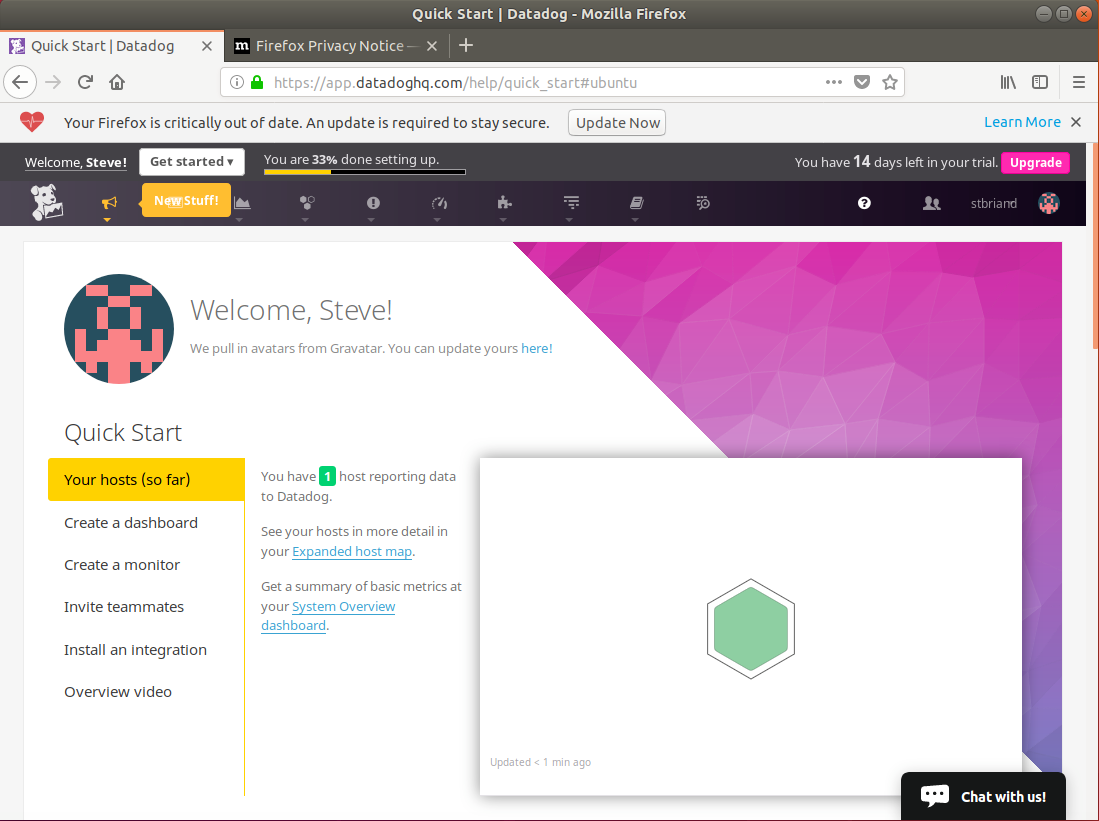 Quick Start | Datadog - Mozilla Firefox
Quick Start | Datadog
m Firefox Privacy Notice —
https://app.datadoghq.com/help/quick_start#ubuntu
Your Firefox is critically out of date. An update is required to stay secure.
Update Now
Learn More
Welcome, Steve!
Get started ▾
You are 33% done setting up.
You have 14 days left in your trial.
Upgrade
New Stuff!
stbriand
Welcome, Steve!
We pull in avatars from Gravatar. You can update yours here!
Quick Start
Your hosts (so far)
Create a dashboard
Create a monitor
Invite teammates
Install an integration
Overview video
You have 1 host reporting data
to Datadog.
See your hosts in more detail in
your Expanded host map.
Get a summary of basic metrics at
your System Overview
dashboard.
Updated < 1 min ago
Chat with us!